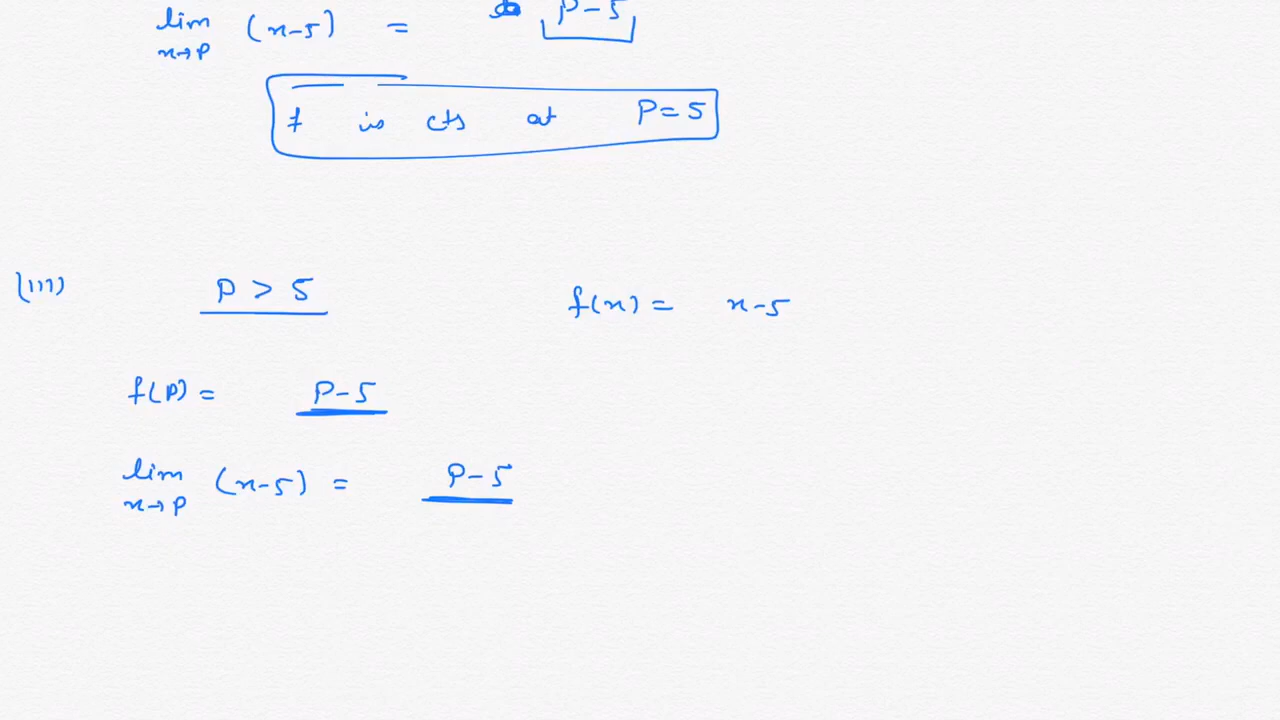 lim (x-5) = P-5
x→P
f is cts at P=5
(III) P > 5 f(x) = x-5
f(P) = P-5
lim (x-5) = P-5
x→P